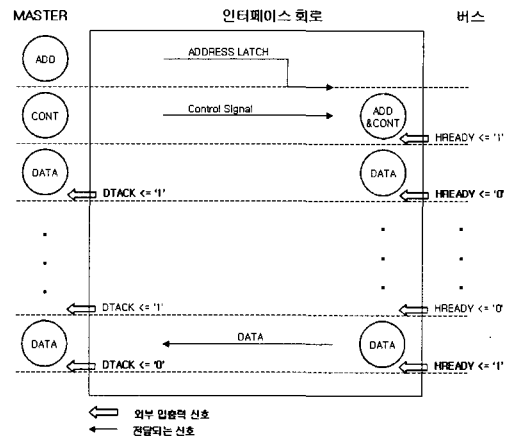 MASTER 인터페이스 회로 버스
ADD ADDRESS LATCH
CONT Control Signal ADD &CONT HREADY <= '1'
DATA DATA
DTACK <= '1' HREADY <= '0'
DTACK <= '1' HREADY <= '0'
DATA DATA DATA
DTACK <= '0' HREADY <= '1'
외부 입출력 신호
전달되는 신호